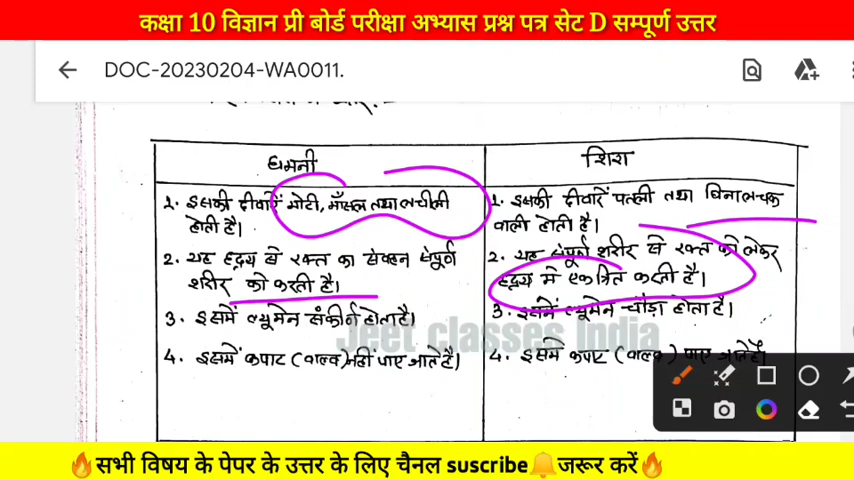 कक्षा 10 विज्ञान प्री बोर्ड परीक्षा अभ्यास प्रश्न पत्र सेट D सम्पूर्ण उत्तर
DOC-20230204-WA0011.
धमनी
1. इसकी दीवारें मोटी, माँसल तथा लचीली
होती है।
2. यह हृदय से रक्त का संवहन संपूर्ण
शरीर को करती है।
3. इसमें ल्यूमेन संकीर्ण होता है।
4. इसमें कपाट (वाल्व) नहीं पाए जाते है।
शिरा
1. इसकी दीवारें पतली तथा बिना लचक
वाली होती है।
2. यह संपूर्ण शरीर से रक्त को लेकर
हृदय मे एकत्रित करती है।
3. इसमें ल्यूमेन चौड़ा होता है।
4. इसमे कपाट (वाल्व) पाए जाते है।
Jeet classes India
🔥सभी विषय के पेपर के उत्तर के लिए चैनल suscribe🔔जरूर करें🔥